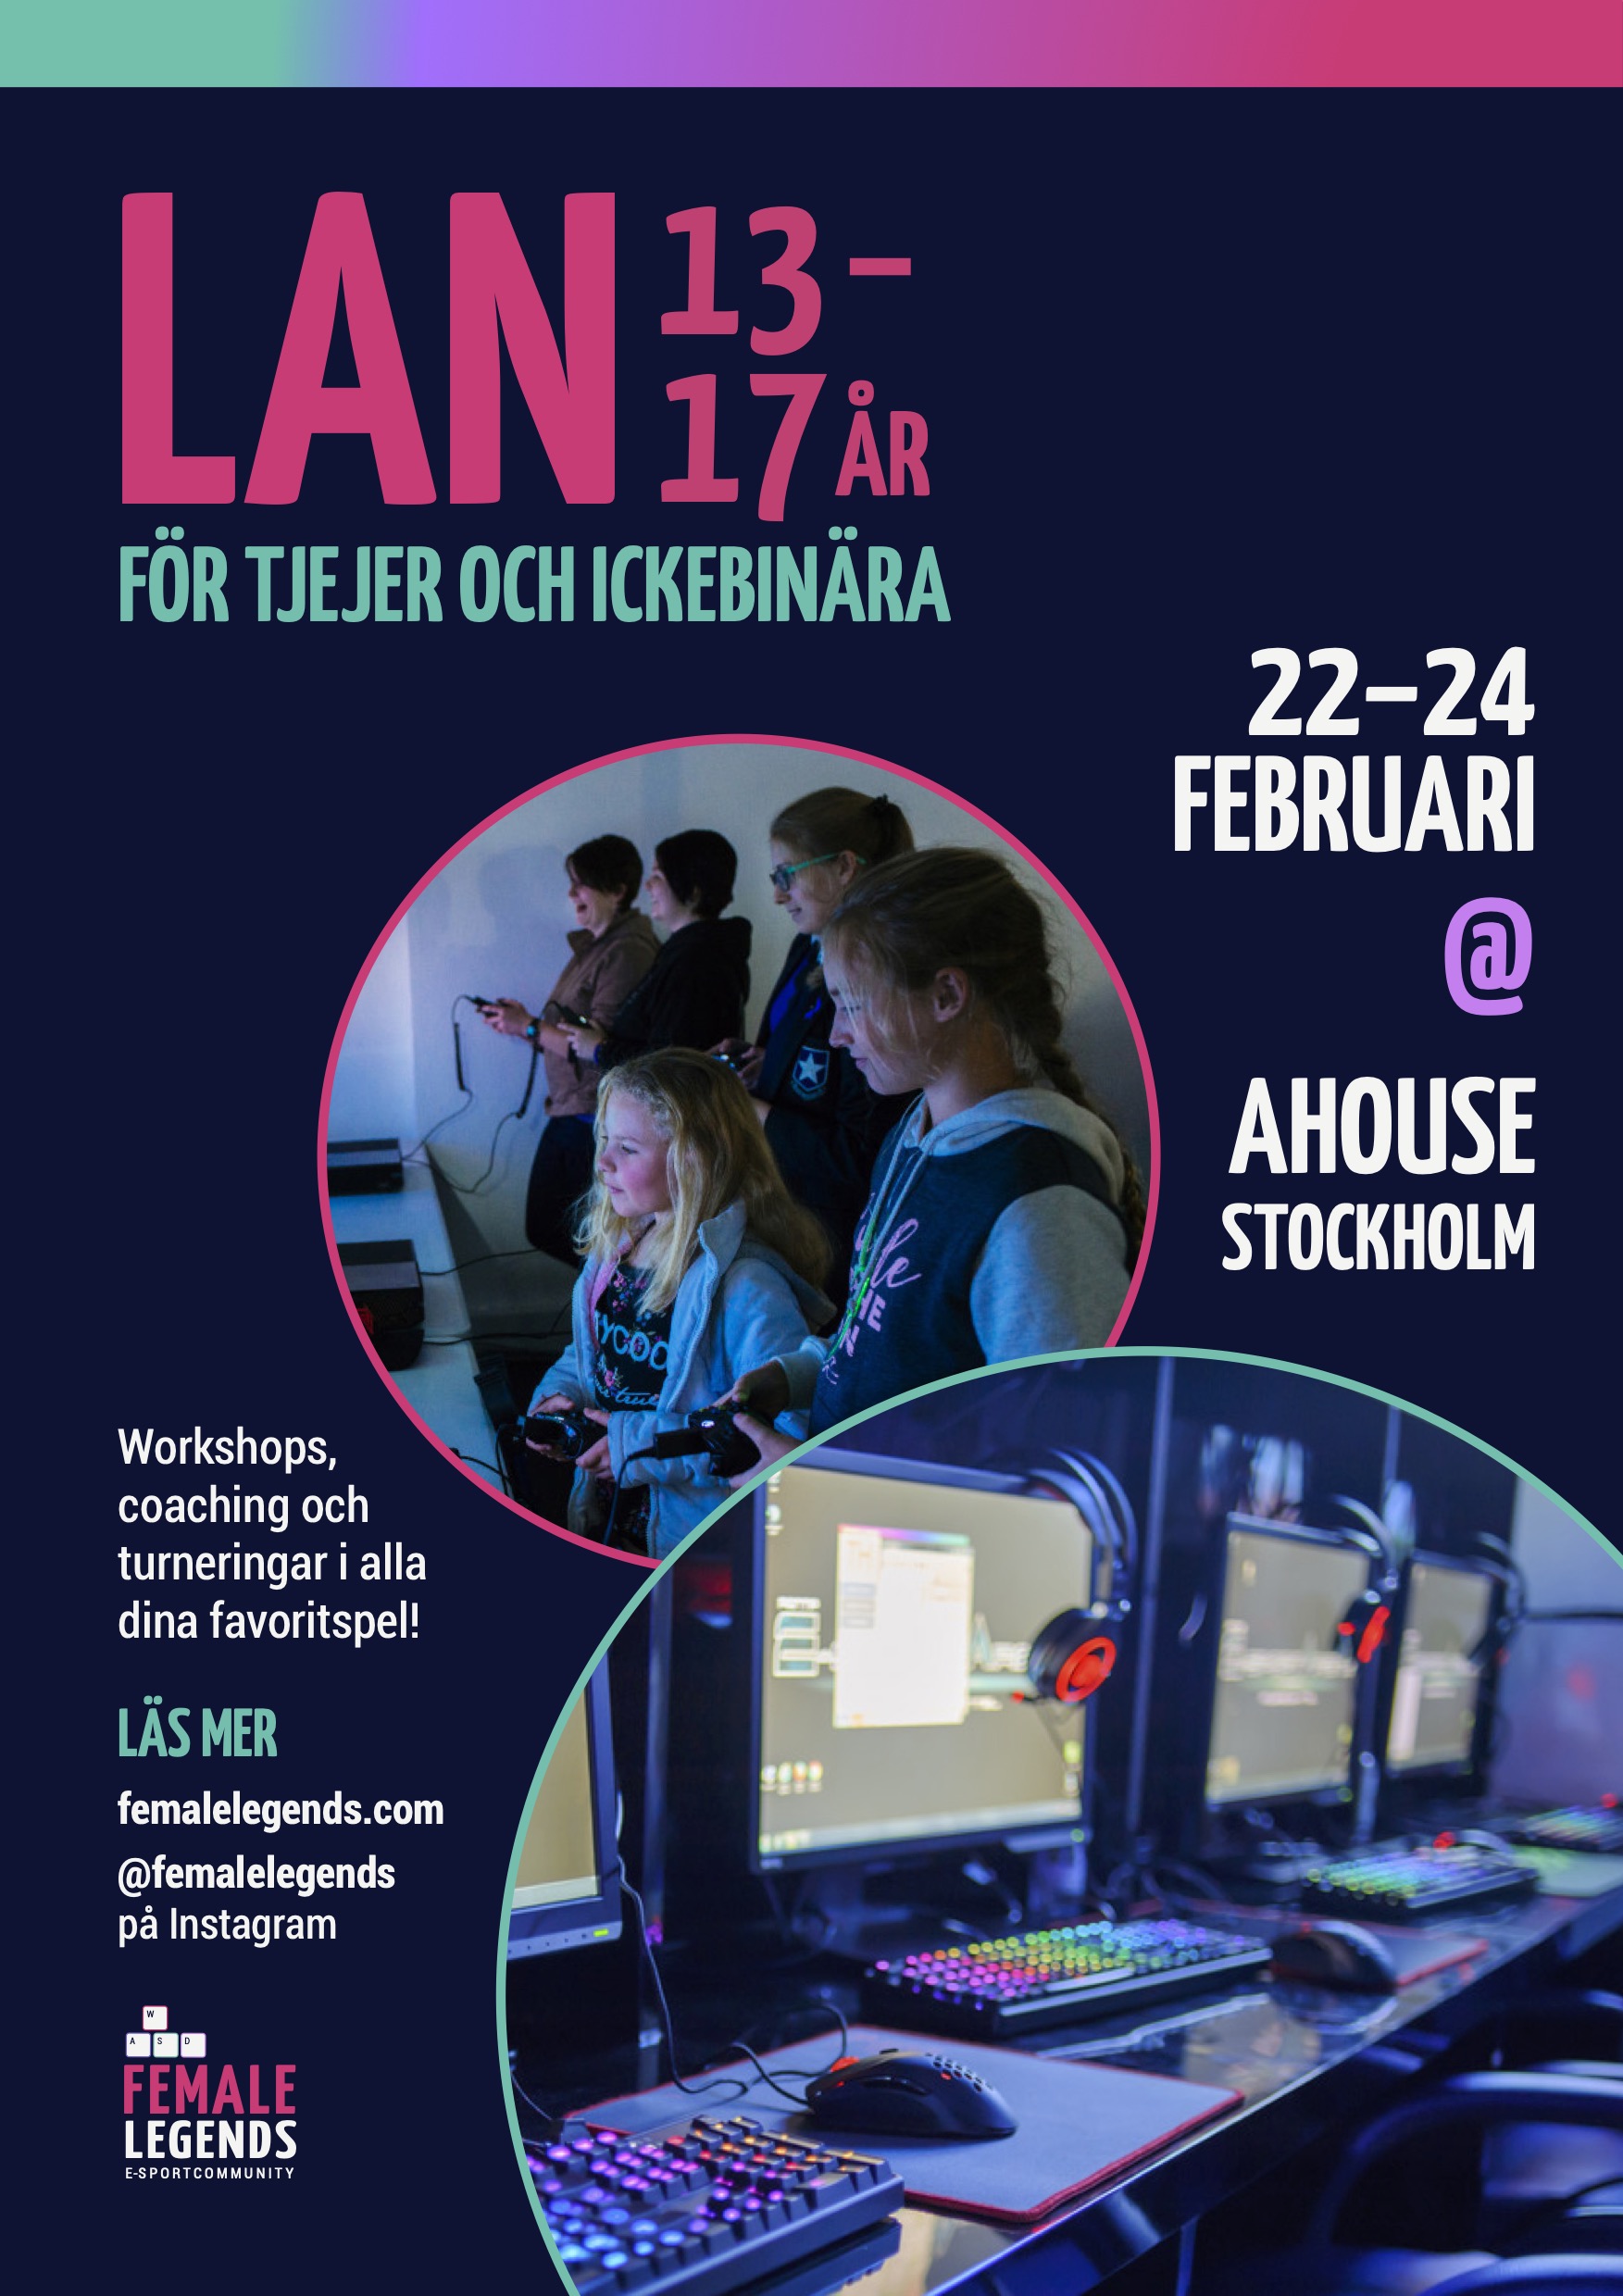 LAN
13–
17 ÅR
FÖR TJEJER OCH ICKEBINÄRA
22–24
FEBRUARI
@
AHOUSE
STOCKHOLM
Workshops,
coaching och
turneringar i alla
dina favoritspel!
LÄS MER
femalelegends.com
@femalelegends
på Instagram
W
A S D
FEMALE
LEGENDS
E-SPORTCOMMUNITY